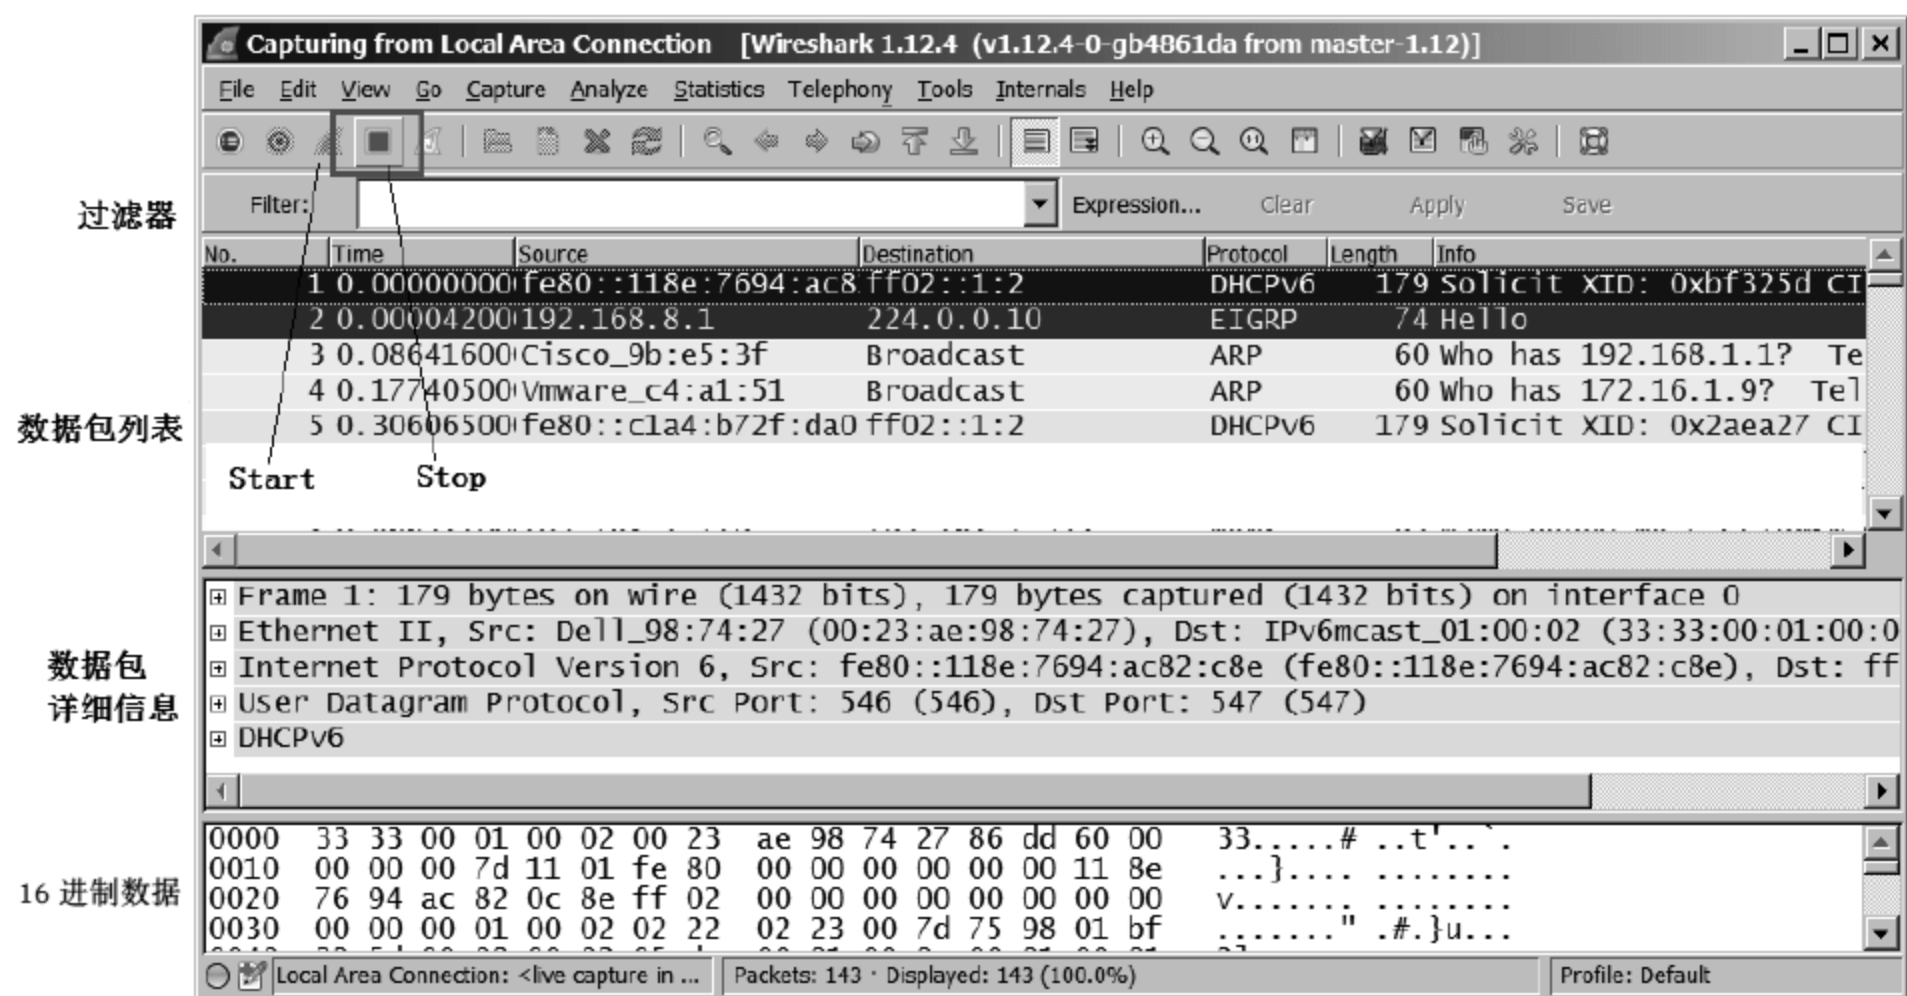 Capturing from Local Area Connection [Wireshark 1.12.4 (v1.12.4-0-gb4861da from master-1.12)]
File Edit View Go Capture Analyze Statistics Telephony Tools Internals Help
过滤器
Filter: Expression... Clear Apply Save
No. Time Source Destination Protocol Length Info
1 0.00000000 fe80::118e:7694:ac8 ff02::1:2 DHCPv6 179 Solicit XID: 0xbf325d CI
2 0.00004200 192.168.8.1 224.0.0.10 EIGRP 74 Hello
3 0.08641600 Cisco_9b:e5:3f Broadcast ARP 60 Who has 192.168.1.1? Te
4 0.17740500 Vmware_c4:a1:51 Broadcast ARP 60 Who has 172.16.1.9? Tel
数据包列表
5 0.30606500 fe80::c1a4:b72f:da0 ff02::1:2 DHCPv6 179 Solicit XID: 0x2aea27 CI
Start Stop
Frame 1: 179 bytes on wire (1432 bits), 179 bytes captured (1432 bits) on interface 0
Ethernet II, Src: Dell_98:74:27 (00:23:ae:98:74:27), Dst: IPv6mcast_01:00:02 (33:33:00:01:00:0
数据包
详细信息
Internet Protocol Version 6, Src: fe80::118e:7694:ac82:c8e (fe80::118e:7694:ac82:c8e), Dst: ff
User Datagram Protocol, Src Port: 546 (546), Dst Port: 547 (547)
DHCPv6
0000 33 33 00 01 00 02 00 23 ae 98 74 27 86 dd 60 00 33.....# ..t'..`.
0010 00 00 00 7d 11 01 fe 80 00 00 00 00 00 00 11 8e ...}.... ........
16 进制数据
0020 76 94 ac 82 0c 8e ff 02 00 00 00 00 00 00 00 00 v....... ........
0030 00 00 00 01 00 02 02 22 02 23 00 7d 75 98 01 bf ......." .#.}u...
Local Area Connection: <live capture in ... Packets: 143 · Displayed: 143 (100.0%) Profile: Default